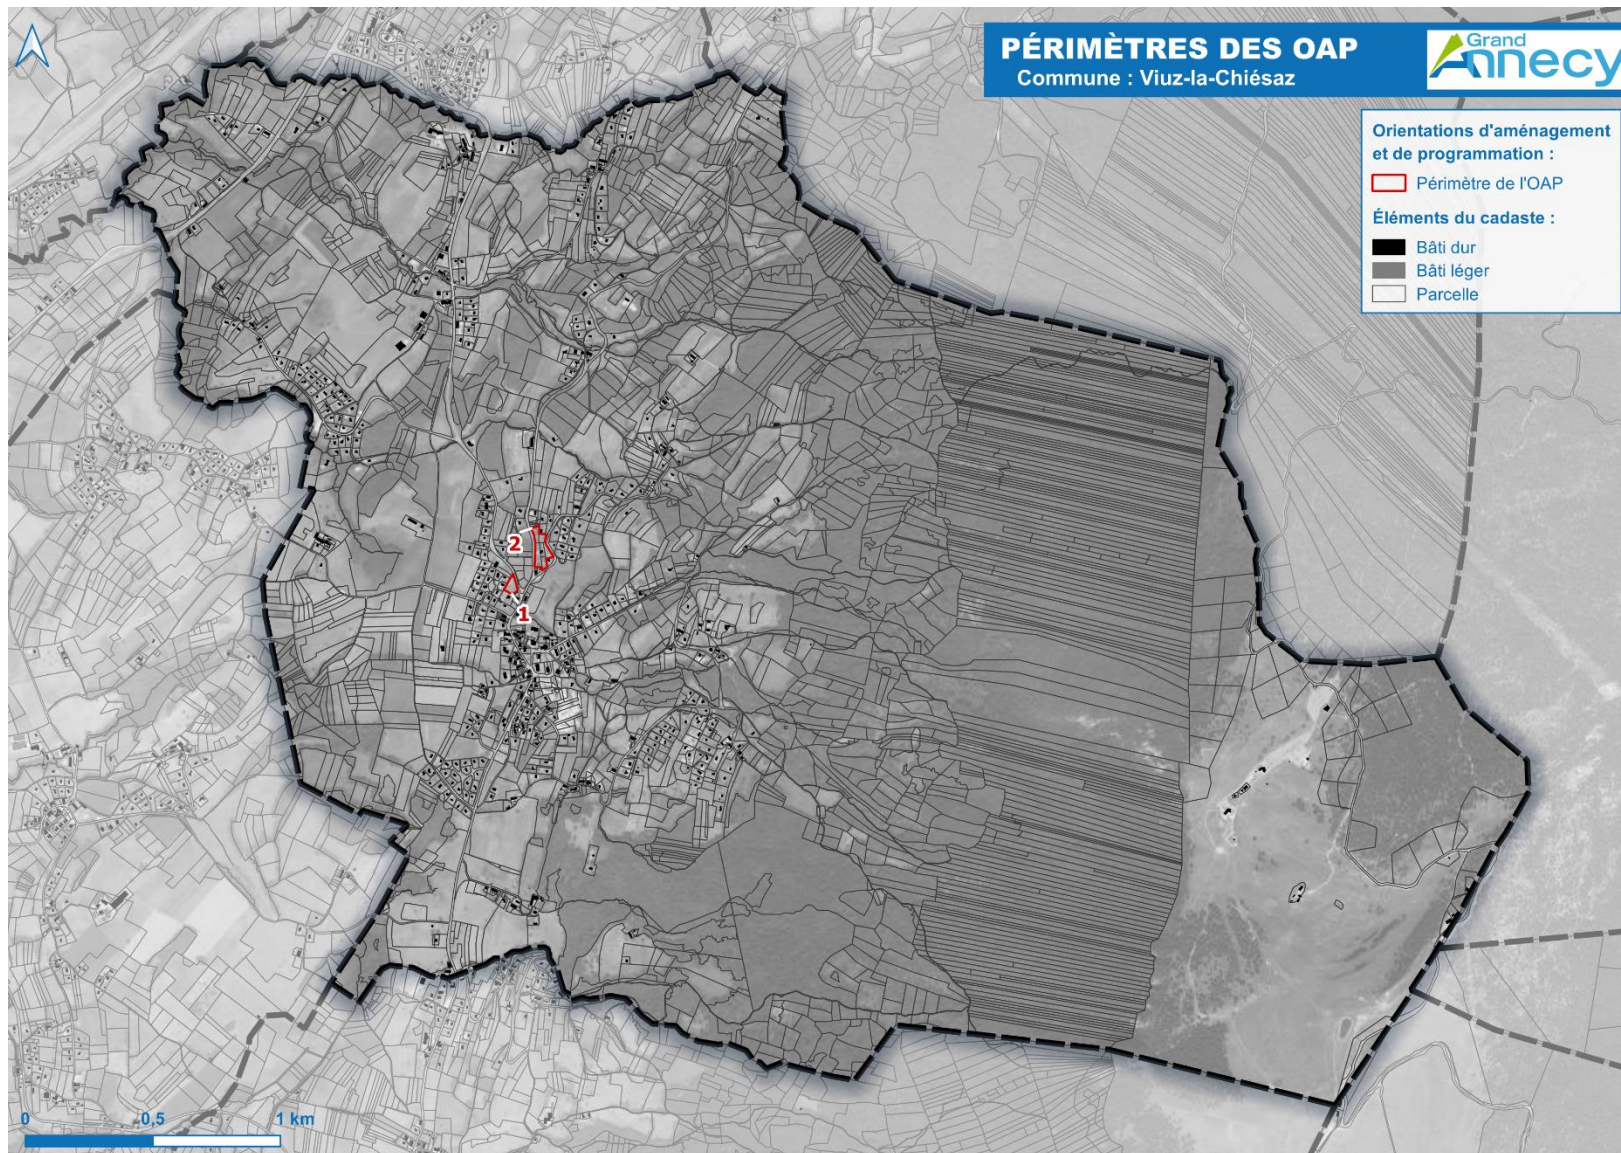 PÉRIMÈTRES DES OAP
Commune : Viuz-la-Chiésaz
Grand
Annecy
Orientations d'aménagement
et de programmation :
Périmètre de l'OAP
Éléments du cadaste :
Bâti dur
Bâti léger
Parcelle
2
1
0 0,5 1 km